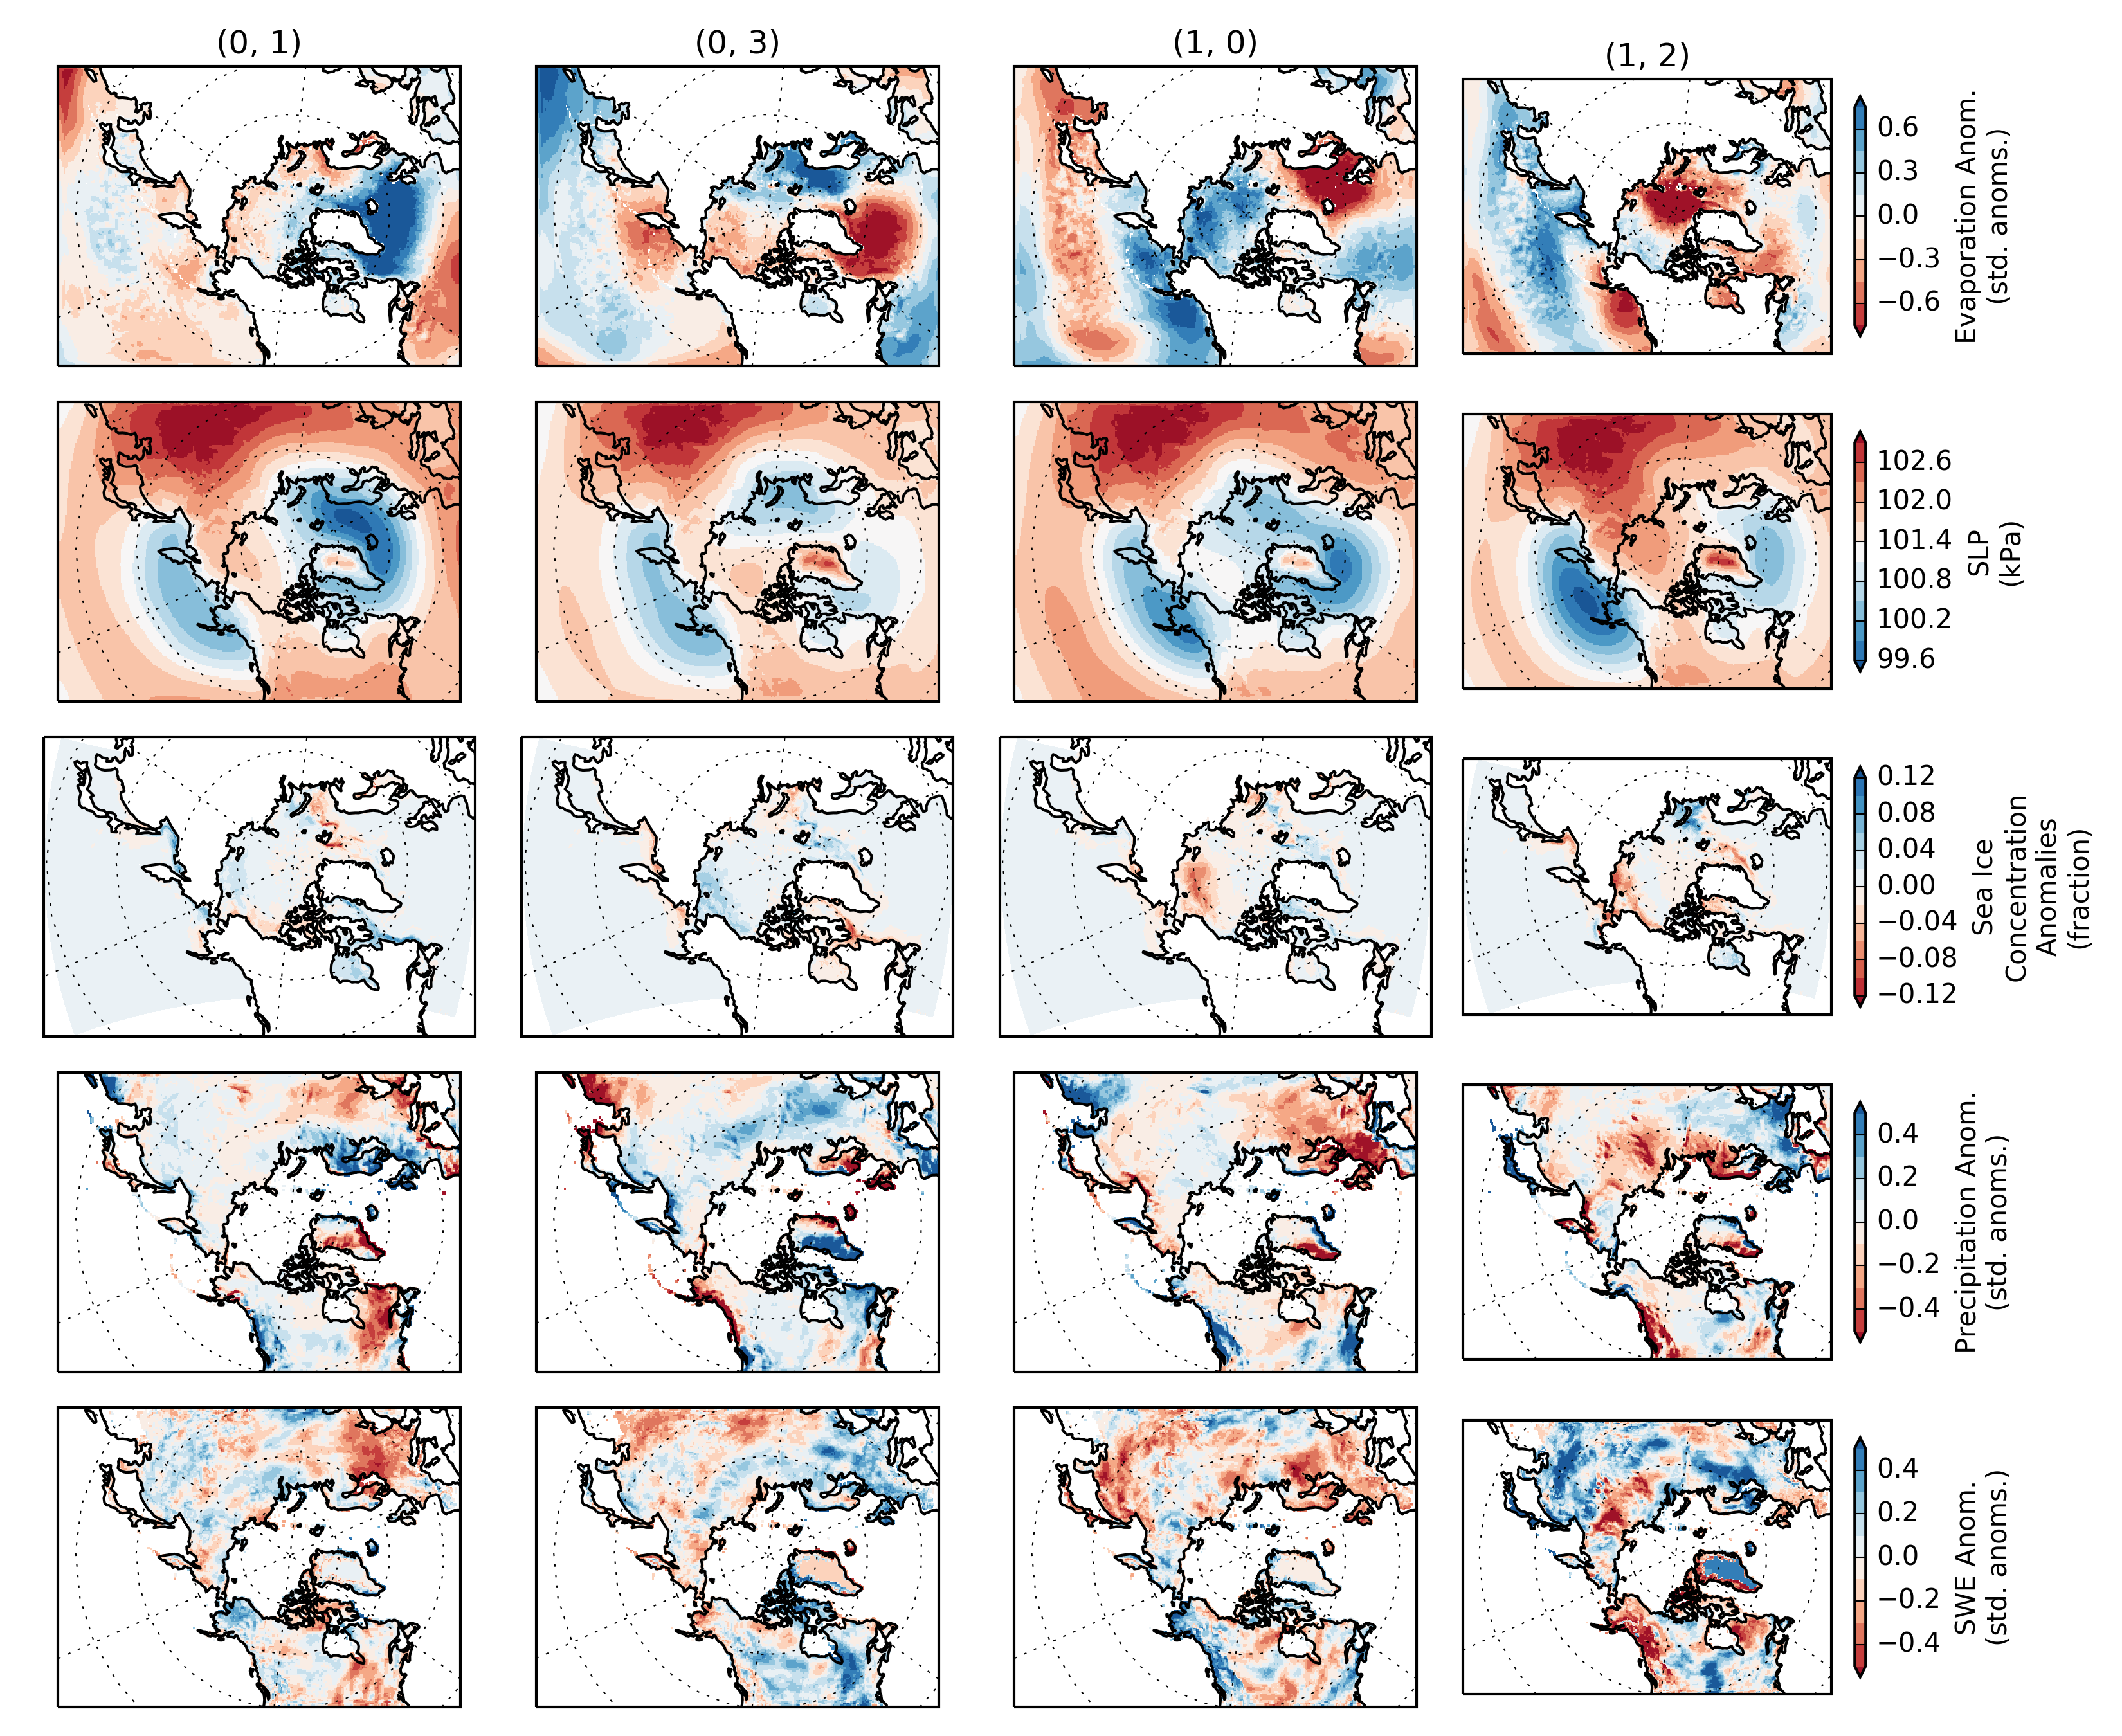 (0, 1)
(0, 3)
(1, 0)
(1, 2)
0.6
0.3
0.0
−0.3
−0.6
Evaporation Anom.
(std. anoms.)
102.6
102.0
101.4
100.8
100.2
99.6
SLP
(kPa)
0.12
0.08
0.04
0.00
−0.04
−0.08
−0.12
Sea Ice
Concentration
Anomalies
(fraction)
0.4
0.2
0.0
−0.2
−0.4
Precipitation Anom.
(std. anoms.)
0.4
0.2
0.0
−0.2
−0.4
SWE Anom.
(std. anoms.)